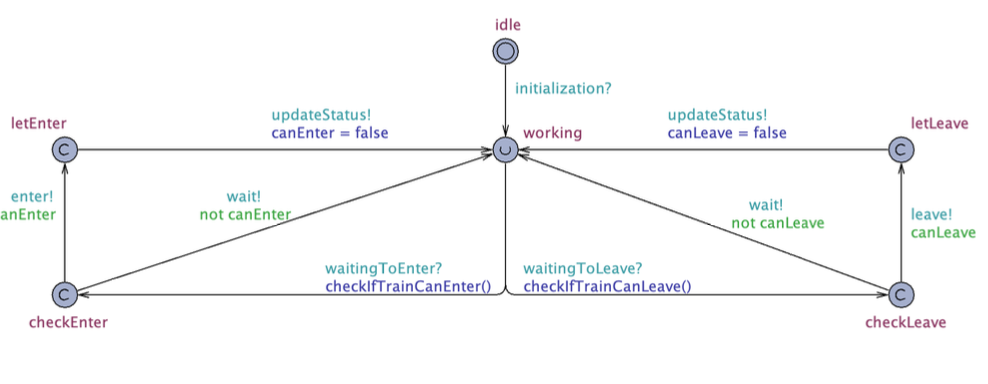 idle
initialization?
updateStatus!
canEnter = false
updateStatus!
canLeave = false
letEnter
working
letLeave
C
U
C
enter!
anEnter
wait!
not canEnter
wait!
not canLeave
leave!
canLeave
waitingToEnter?
checkIfTrainCanEnter()
waitingToLeave?
checkIfTrainCanLeave()
C
C
checkEnter
checkLeave